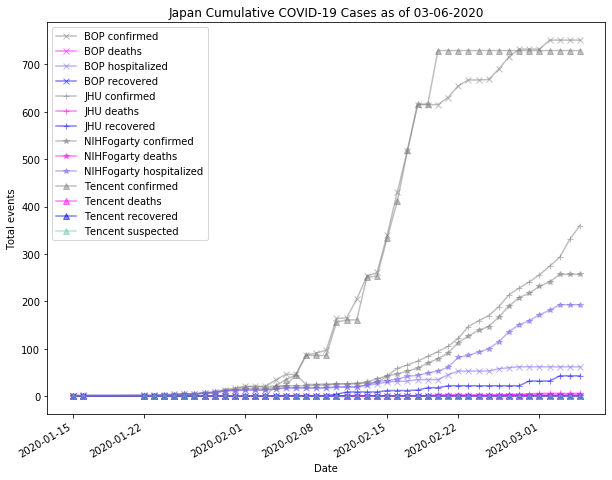 Japan Cumulative COVID-19 Cases as of 03-06-2020
BOP confirmed
BOP deaths
BOP hospitalized
BOP recovered
JHU confirmed
JHU deaths
JHU recovered
NIHFogarty confirmed
NIHFogarty deaths
NIHFogarty hospitalized
Tencent confirmed
Tencent deaths
Tencent recovered
Tencent suspected
Total events
700
600
500
400
300
200
100
0
2020-01-15
2020-01-22
2020-02-01
2020-02-08
2020-02-15
2020-02-22
2020-03-01
Date